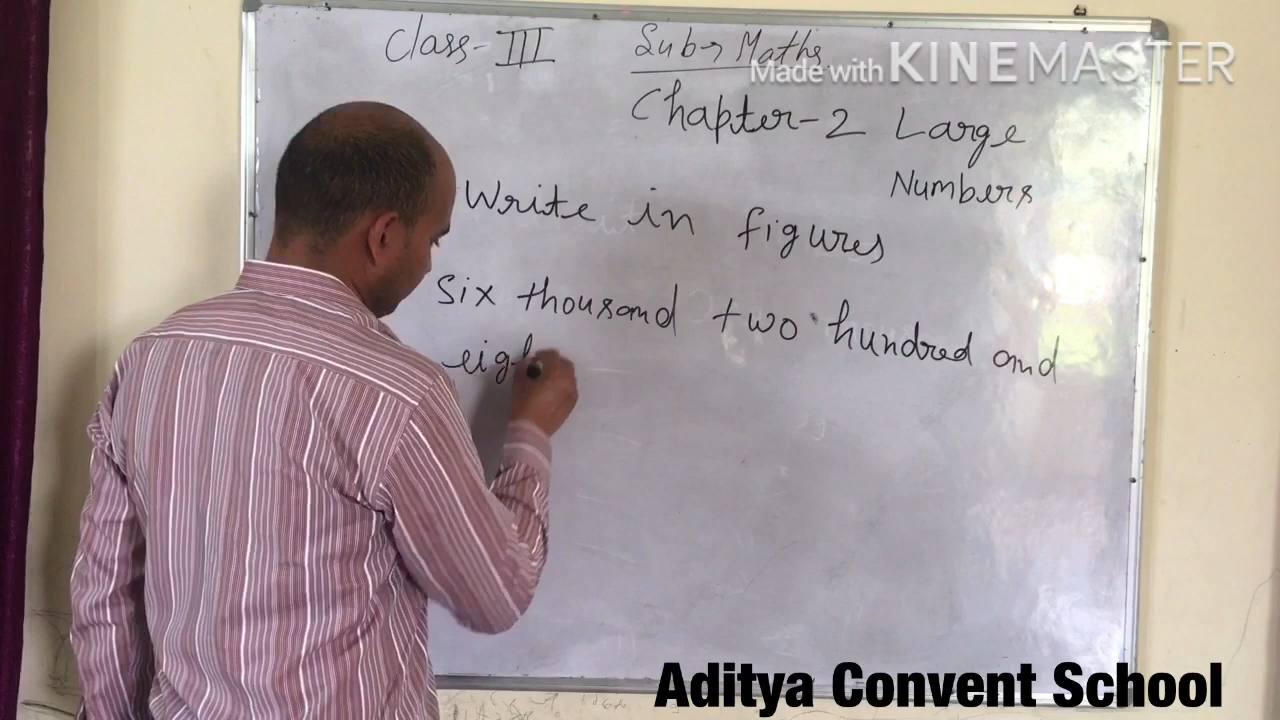 Class-III Sub→ Maths
Made with KINEMASTER
Chapter-2 Large
Numbers
Write in figures
six thousand two hundred and
eigh
Aditya Convent School